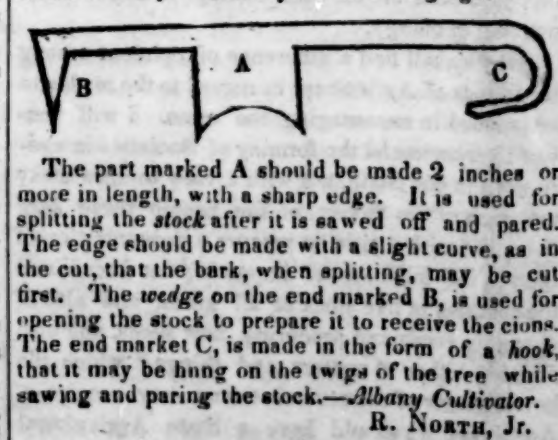 A
B
C
The part marked A should be made 2 inches or
more in length, with a sharp edge. It is used for
splitting the stock after it is sawed off and pared.
The edge should be made with a slight curve, as in
the cut, that the bark, when splitting, may be cut
first. The wedge on the end marked B, is used for
opening the stock to prepare it to receive the cions.
The end market C, is made in the form of a hook,
that it may be hung on the twigs of the tree while
sawing and paring the stock.—Albany Cultivator.
R. North, Jr.